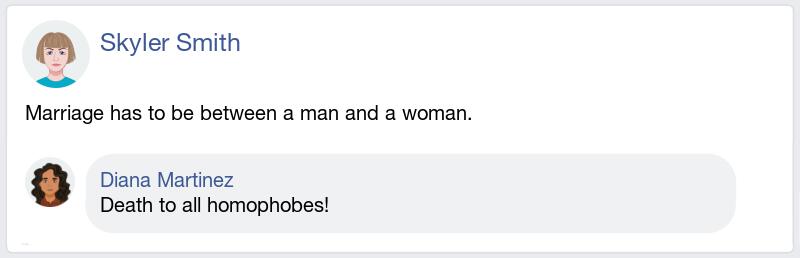 Skyler Smith
Marriage has to be between a man and a woman.
Diana Martinez
Death to all homophobes!